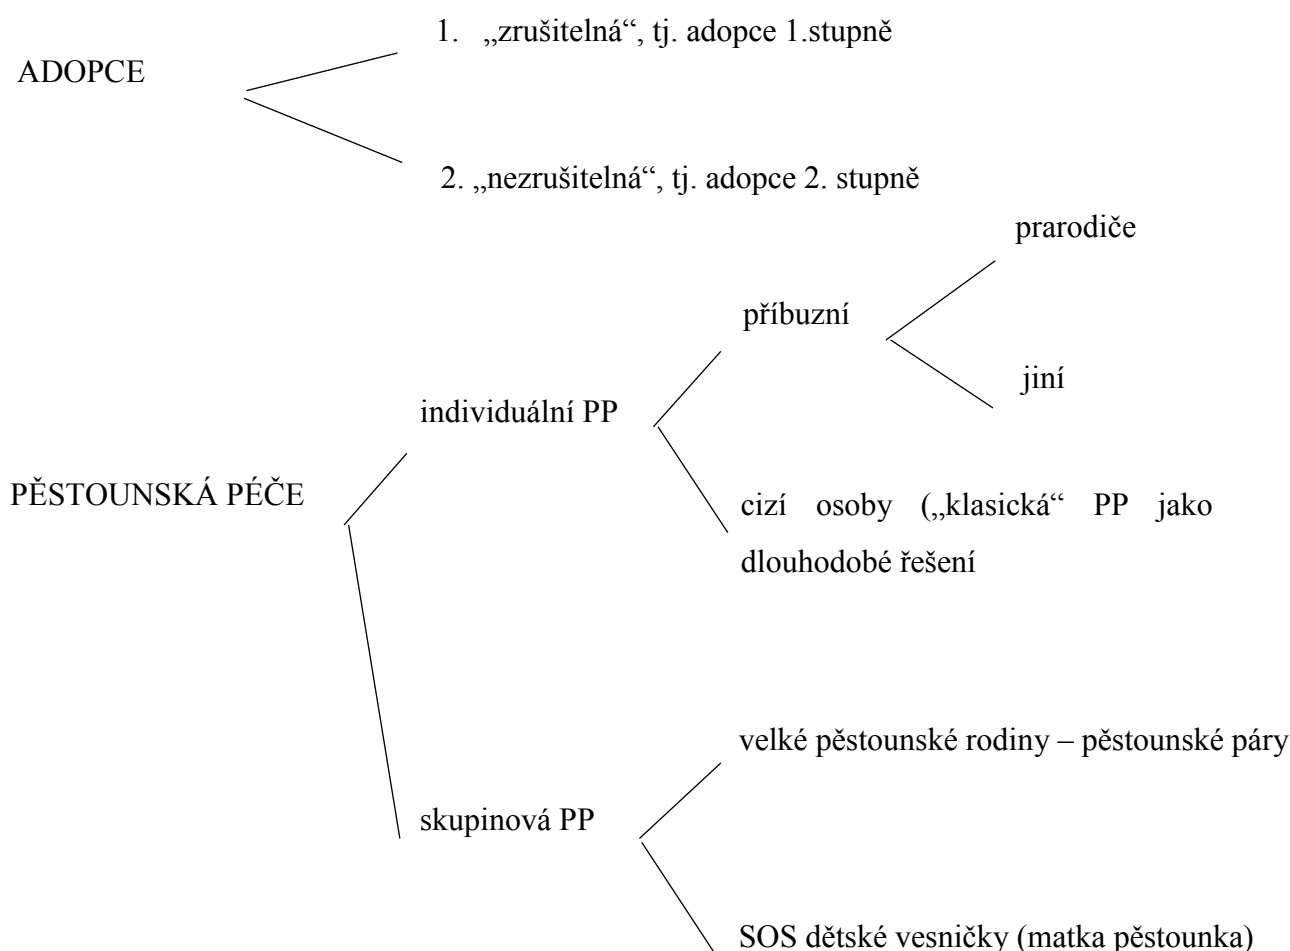 1. „zrušitelná“, tj. adopce 1.stupně
ADOPCE
2. „nezrušitelná“, tj. adopce 2. stupně
prarodiče
příbuzní
jiní
individuální PP
PĚSTOUNSKÁ PÉČE
cizí osoby („klasická“ PP jako
dlouhodobé řešení
velké pěstounské rodiny – pěstounské páry
skupinová PP
SOS dětské vesničky (matka pěstounka)